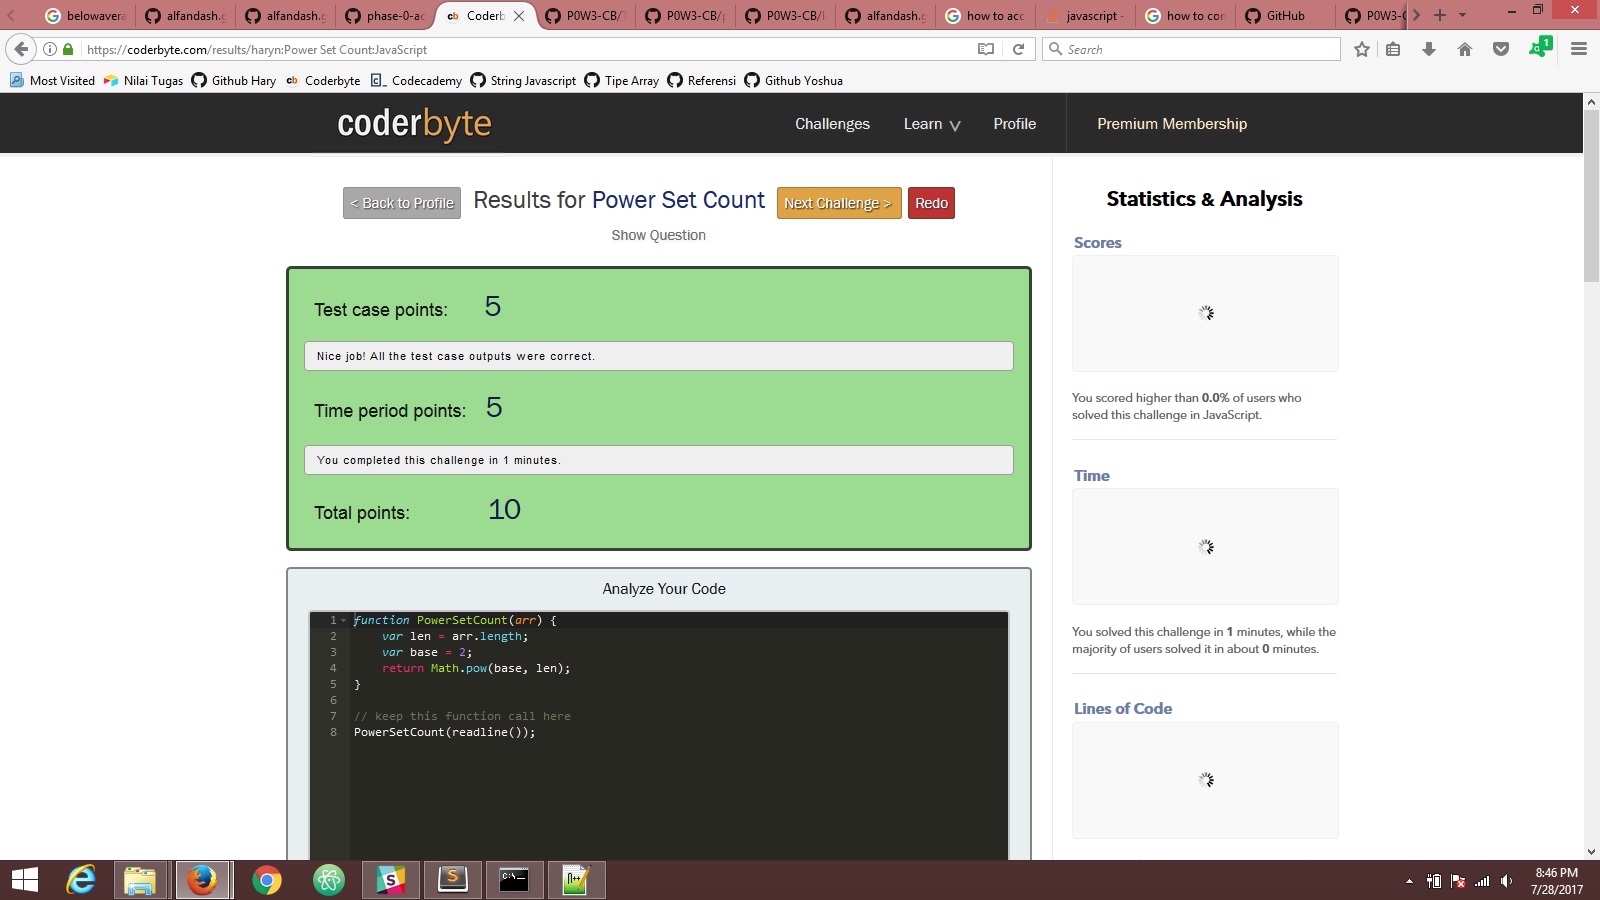 belowavera
alfandash.g
alfandash.g
phase-0-ac
cb Coderb
P0W3-CB/
P0W3-CB/
P0W3-CB/
alfandash.g
how to acc
javascript -
how to con
GitHub
P0W3-C
https://coderbyte.com/results/haryn:Power Set Count:JavaScript
Search
1
Most Visited
Nilai Tugas
Github Hary
cb Coderbyte
Codecademy
String Javascript
Tipe Array
Referensi
Github Yoshua
coderbyte
Challenges
Learn
Profile
Premium Membership
< Back to Profile
Results for Power Set Count
Next Challenge >
Redo
Show Question
Test case points: 5
Nice job! All the test case outputs were correct.
Time period points: 5
You completed this challenge in 1 minutes.
Total points: 10
Analyze Your Code
1 function PowerSetCount(arr) {
2 var len = arr.length;
3 var base = 2;
4 return Math.pow(base, len);
5 }
6
7 // keep this function call here
8 PowerSetCount(readline());
Statistics & Analysis
Scores
You scored higher than 0.0% of users who
solved this challenge in JavaScript.
Time
You solved this challenge in 1 minutes, while the
majority of users solved it in about 0 minutes.
Lines of Code
8:46 PM
7/28/2017